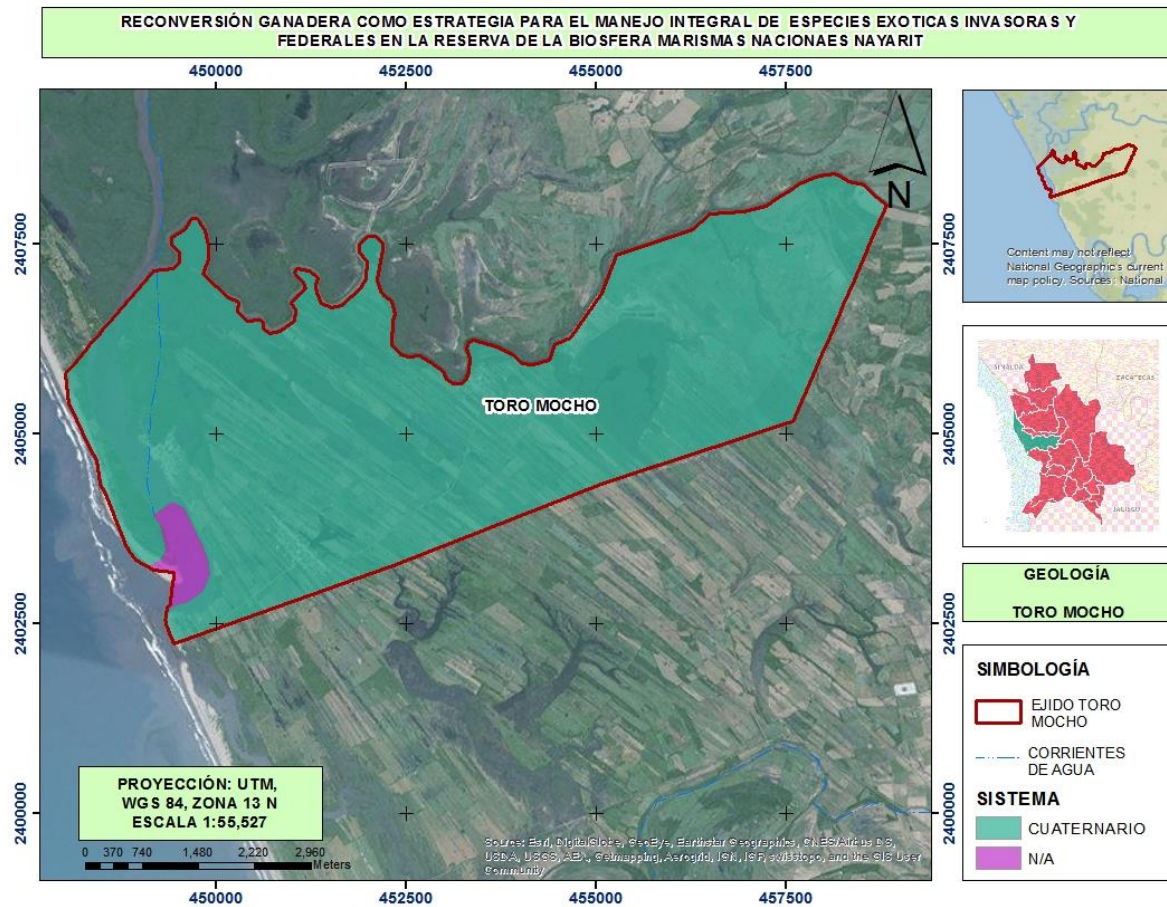 RECONVERSIÓN GANADERA COMO ESTRATEGIA PARA EL MANEJO INTEGRAL DE ESPECIES EXOTICAS INVASORAS Y
FEDERALES EN LA RESERVA DE LA BIOSFERA MARISMAS NACIONAES NAYARIT
450000
452500
455000
457500
2407500
2405000
2402500
2400000
N
TORO MOCHO
PROYECCIÓN: UTM,
WGS 84, ZONA 13 N
ESCALA 1:55,527
0 370 740 1,480 2,220 2,960
Meters
Source: Esri, DigitalGlobe, GeoEye, Earthstar Geographics, CNES/Airbus DS,
USDA, USGS, AEX, Getmapping, Aerogrid, IGN, IGP, swisstopo, and the GIS User
Community
2407500
2405000
2402500
2400000
450000
452500
455000
457500
Content may not reflect
National Geographic's current
map policy. Sources: National
SINALOA
ZACATECAS
JALISCO
GEOLOGÍA
TORO MOCHO
SIMBOLOGÍA
EJIDO TORO
MOCHO
CORRIENTES
DE AGUA
SISTEMA
CUATERNARIO
N/A